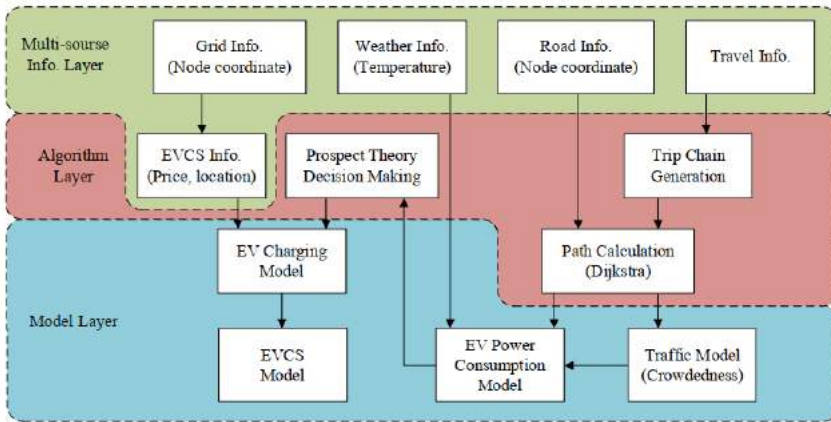 Multi-sourse
Info. Layer
Grid Info.
(Node coordinate)
Weather Info.
(Temperature)
Road Info.
(Node coordinate)
Travel Info.
Algorithm
Layer
EVCS Info.
(Price, location)
Prospect Theory
Decision Making
Trip Chain
Generation
EV Charging
Model
Path Calculation
(Dijkstra)
Model Layer
EVCS
Model
EV Power
Consumption
Model
Traffic Model
(Crowdedness)